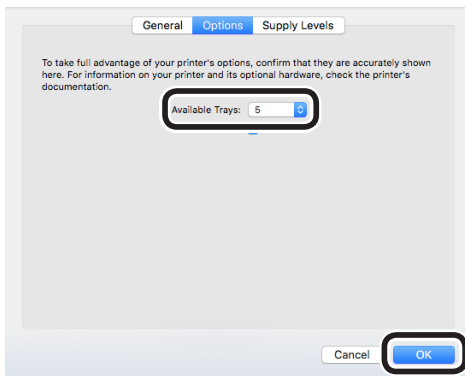 General Options Supply Levels
To take full advantage of your printer's options, confirm that they are accurately shown
here. For information on your printer and its optional hardware, check the printer's
documentation.
Available Trays: 5
Cancel OK